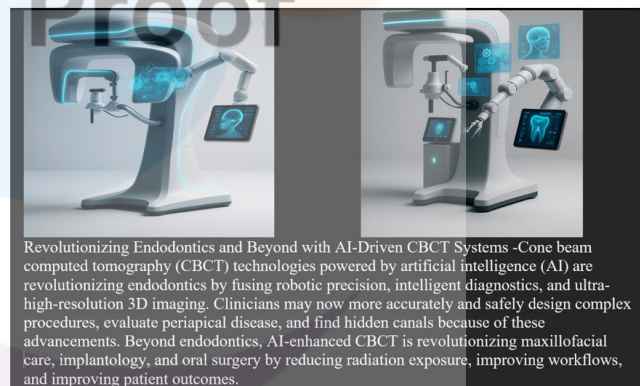 Proof
Revolutionizing Endodontics and Beyond with AI-Driven CBCT Systems -Cone beam
computed tomography (CBCT) technologies powered by artificial intelligence (AI) are
revolutionizing endodontics by fusing robotic precision, intelligent diagnostics, and ultra-
high-resolution 3D imaging. Clinicians may now more accurately and safely design complex
procedures, evaluate periapical disease, and find hidden canals because of these
advancements. Beyond endodontics, AI-enhanced CBCT is revolutionizing maxillofacial
care, implantology, and oral surgery by reducing radiation exposure, improving workflows,
and improving patient outcomes.